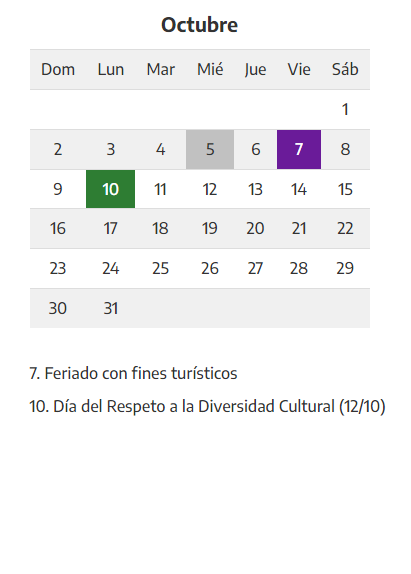 Octubre
Dom Lun Mar Mié Jue Vie Sáb
1
2 3 4 5 6 7 8
9 10 11 12 13 14 15
16 17 18 19 20 21 22
23 24 25 26 27 28 29
30 31
7. Feriado con fines turísticos
10. Día del Respeto a la Diversidad Cultural (12/10)